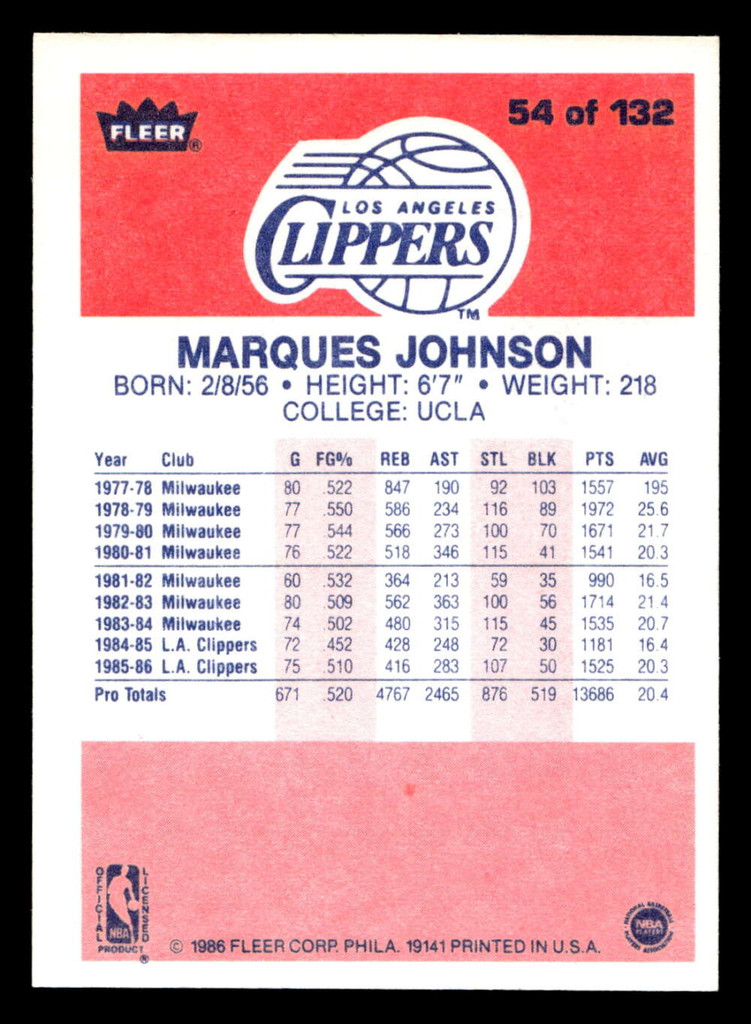 FLEER®
54 of 132
LOS ANGELES
CLIPPERS
TM
MARQUES JOHNSON
BORN: 2/8/56 • HEIGHT: 6'7" • WEIGHT: 218
COLLEGE: UCLA
Year Club G FG% REB AST STL BLK PTS AVG
1977-78 Milwaukee 80 .522 847 190 92 103 1557 195
1978-79 Milwaukee 77 .550 586 234 116 89 1972 25.6
1979-80 Milwaukee 77 .544 566 273 100 70 1671 21.7
1980-81 Milwaukee 76 .522 518 346 115 41 1541 20.3
1981-82 Milwaukee 60 .532 364 213 59 35 990 16.5
1982-83 Milwaukee 80 .509 562 363 100 56 1714 21.4
1983-84 Milwaukee 74 .502 480 315 115 45 1535 20.7
1984-85 L.A. Clippers 72 .452 428 248 72 30 1181 16.4
1985-86 L.A. Clippers 75 .510 416 283 107 50 1525 20.3
Pro Totals 671 .520 4767 2465 876 519 13686 20.4
OFFICIAL
LICENSED
NBA
PRODUCT®
© 1986 FLEER CORP. PHILA. 19141 PRINTED IN U.S.A.
NATIONAL BASKETBALL
NBA
PLAYERS
PLAYERS ASSOCIATION